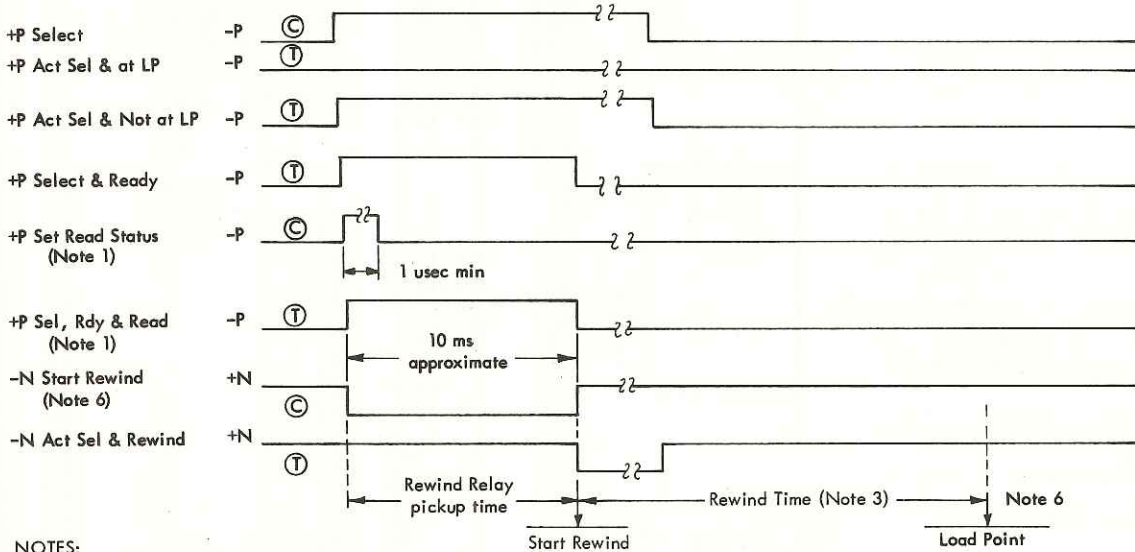 +P Select -P Ⓒ
+P Act Sel & at LP -P Ⓣ
+P Act Sel & Not at LP -P Ⓣ
+P Select & Ready -P Ⓣ
+P Set Read Status -P Ⓒ
(Note 1)
1 usec min
+P Sel, Rdy & Read -P Ⓣ
(Note 1)
10 ms
approximate
-N Start Rewind +N
(Note 6)
Ⓒ
-N Act Sel & Rewind +N
Ⓣ
Rewind Relay
pickup time
Rewind Time (Note 3)
Note 6
Start Rewind
Load Point
NOTES: